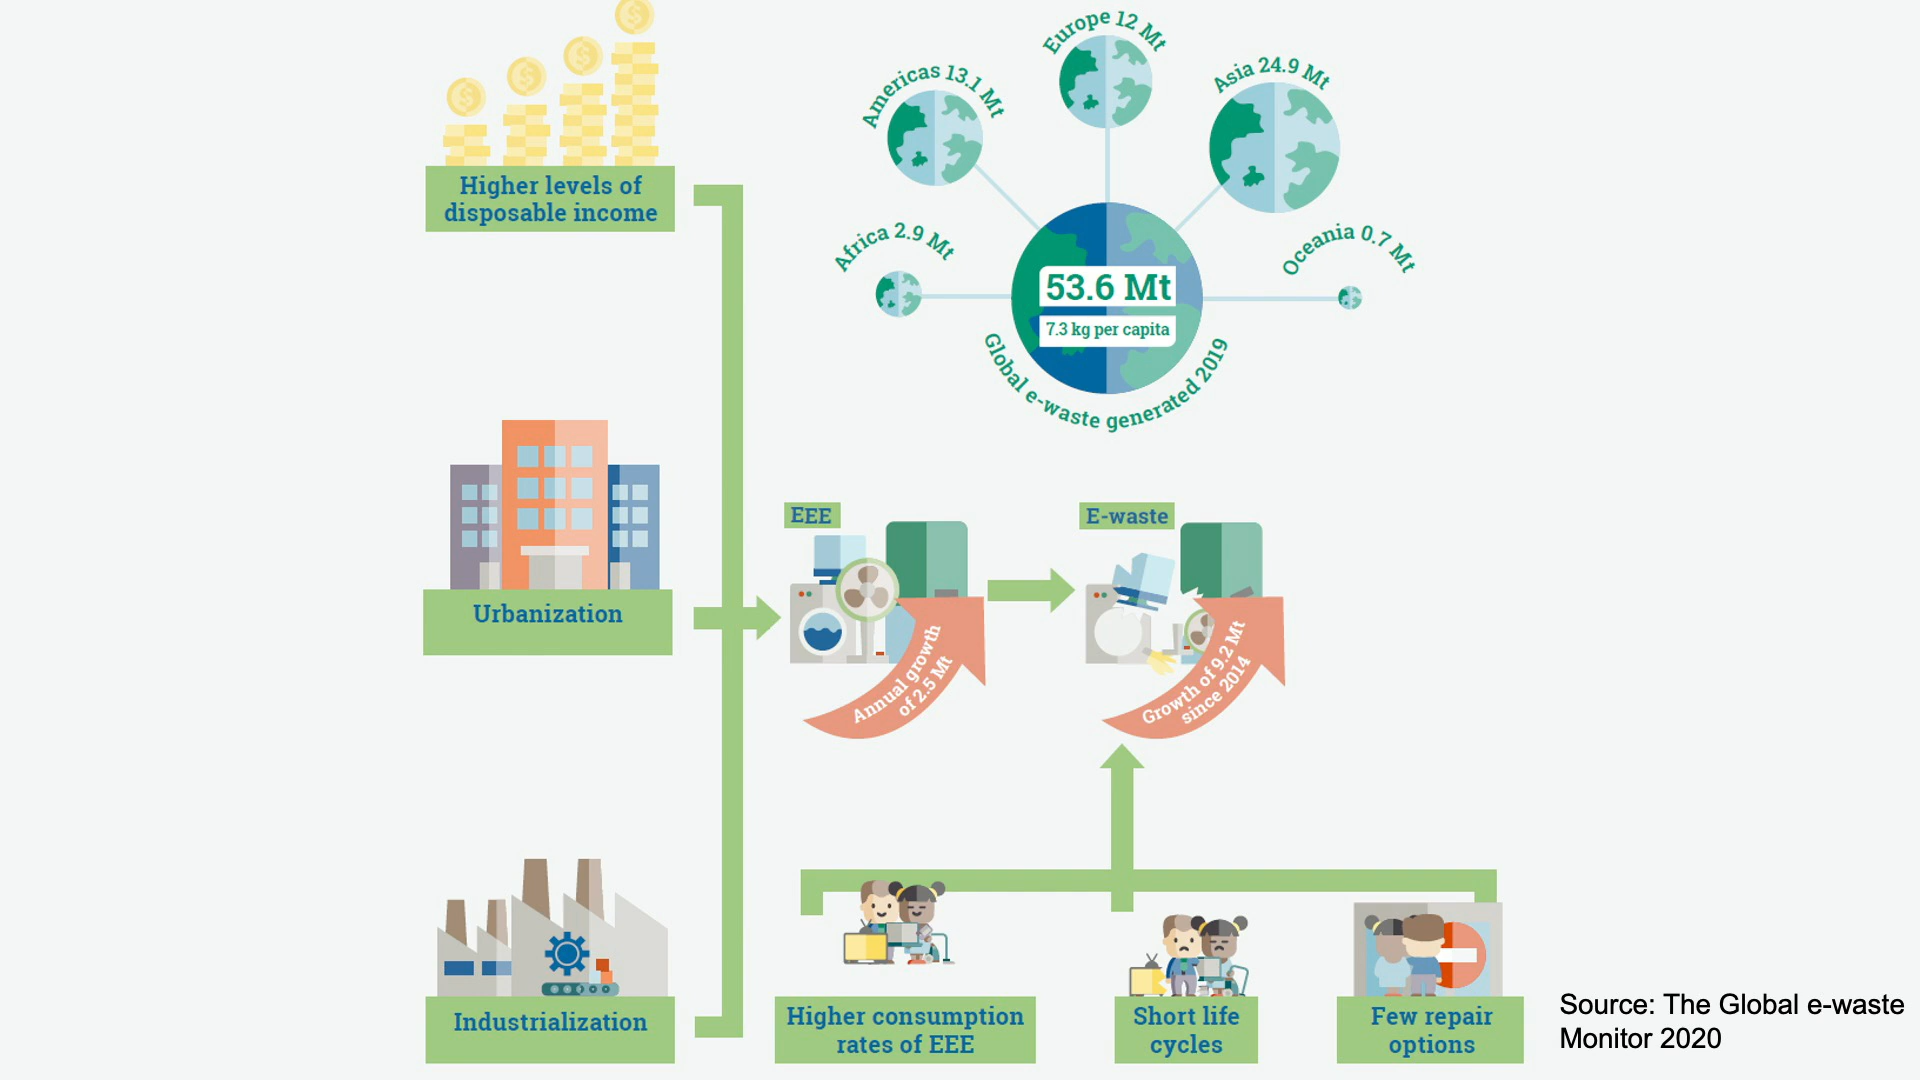 Higher levels of
disposable income
Urbanization
Industrialization
Africa 2.9 Mt
Americas 13.1 Mt
Europe 12 Mt
Asia 24.9 Mt
Oceania 0.7 Mt
53.6 Mt
7.3 kg per capita
Global e-waste generated 2019
EEE
Annual growth
of 2.5 Mt
E-waste
Growth of 9.2 Mt
since 2014
Higher consumption
rates of EEE
Short life
cycles
Few repair
options
Source: The Global e-waste
Monitor 2020